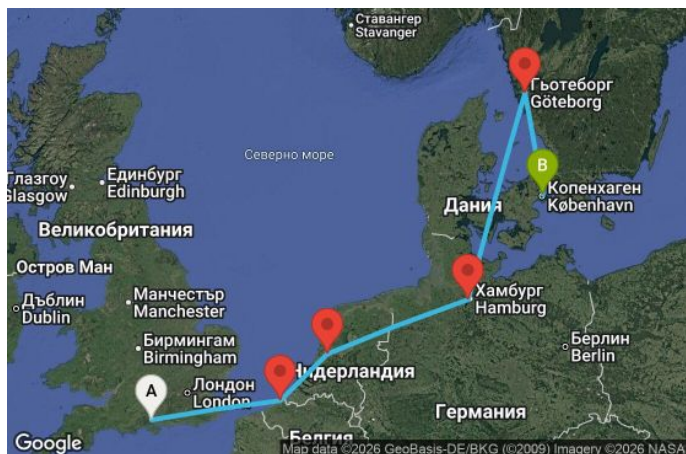 Ставангер
Stavanger
Гьотеборг
Göteborg
Северно море
B
Глазгоу
Glasgow
Единбург
Edinburgh
Копенхаген
København
Дания
Великобритания
Остров Ман
Хамбург
Hamburg
Дъблин
Dublin
Манчестър
Manchester
Бирмингам
Birmingham
Берлин
Berlin
A
Лондон
London
Нидерландия
Германия
Белгия
Google
Map data ©2026 GeoBasis-DE/BKG (©2009) Imagery ©2026 NASA